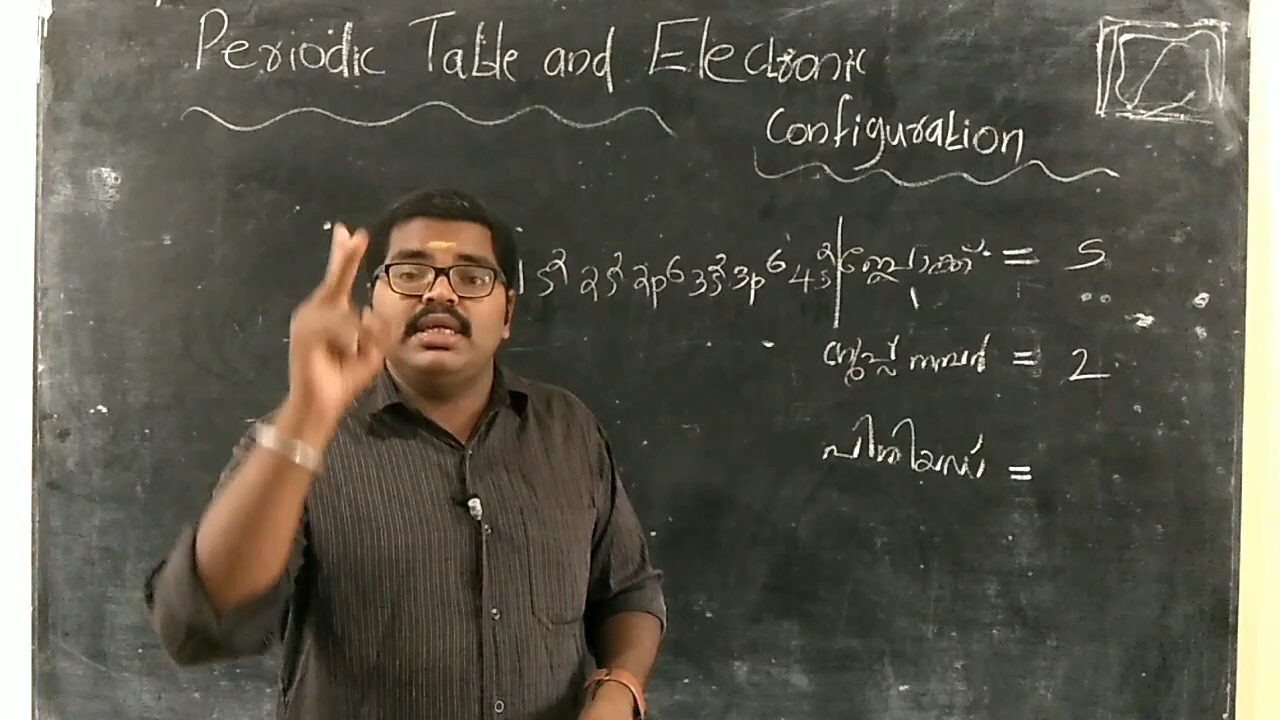 Periodic Table and Electronic
Configuration
1s² 2s² 2p⁶ 3s² 3p⁶ 4s² ബ്ലോക്ക് = S
ഗ്രൂപ്പ് നമ്പർ = 2
പിരിയഡ് =